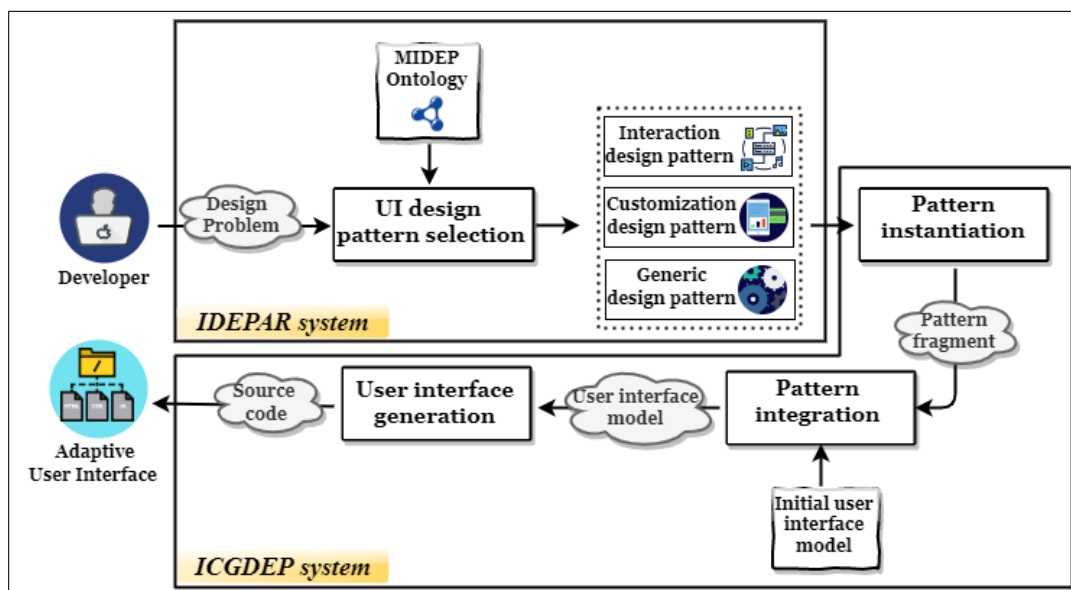 MIDEP
Ontology
Developer
Design
Problem
UI design
pattern selection
Interaction
design pattern
Customization
design pattern
Generic
design pattern
IDEPAR system
Pattern
instantiation
Pattern
fragment
Pattern
integration
Initial user
interface
model
User interface
model
User interface
generation
Source
code
/
Adaptive
User Interface
ICGDEP system